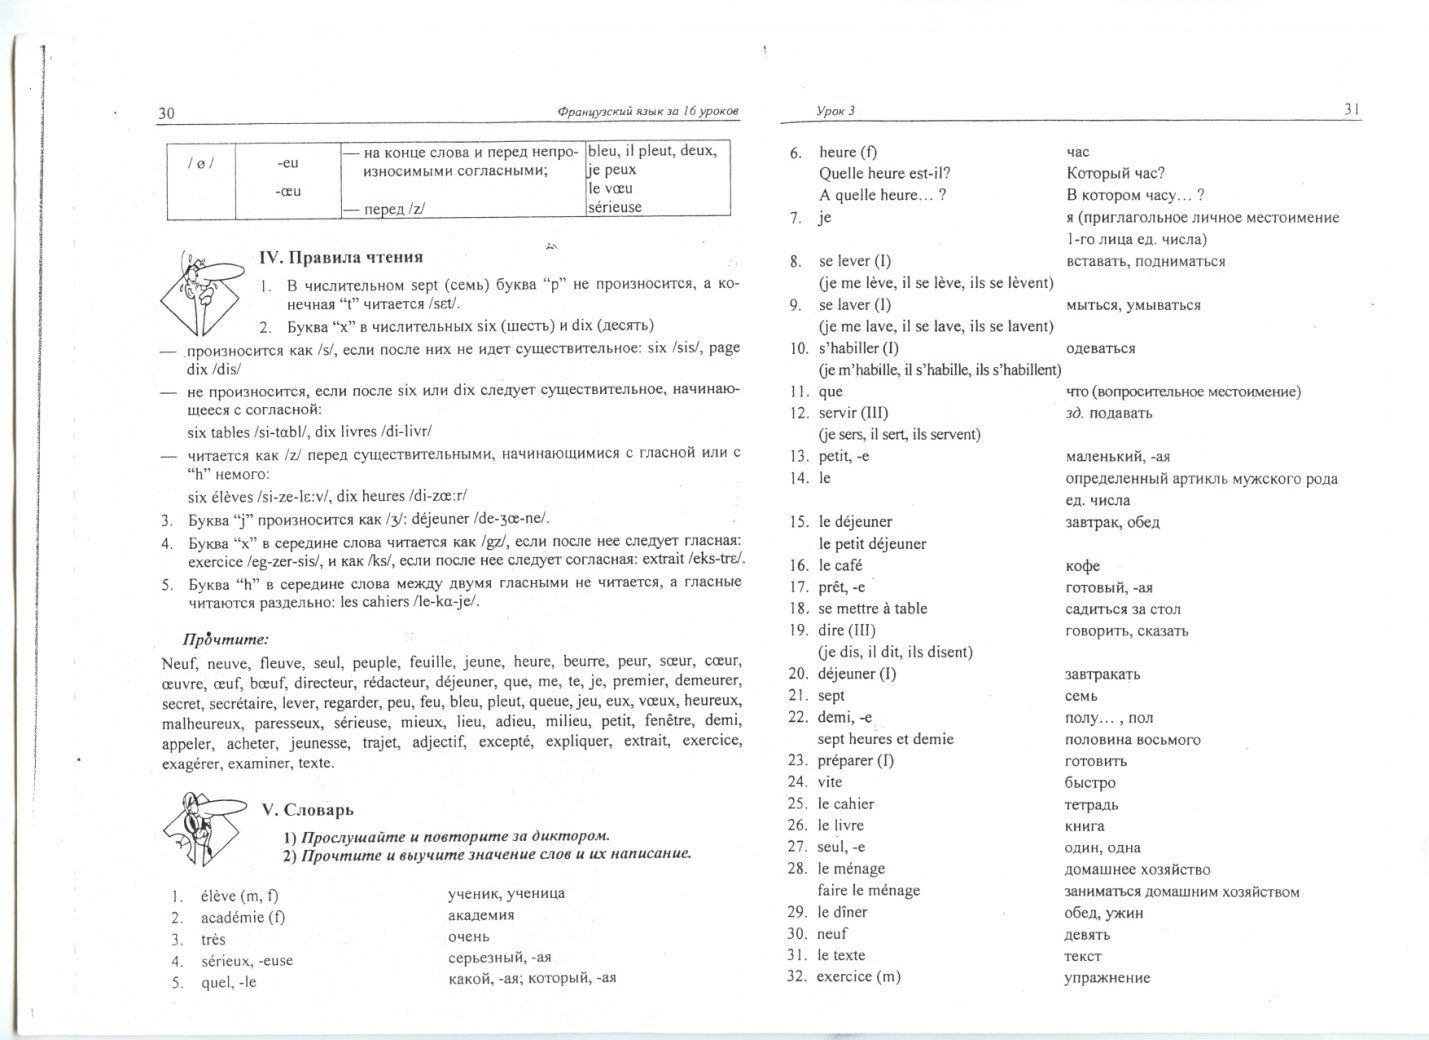 30
Французский язык за 16 уроков
/ ø /
-eu
-œu
— на конце слова и перед непро-
износимыми согласными;
— перед /z/
bleu, il pleut, deux,
je peux
le vœu
sérieuse
IV. Правила чтения
1. В числительном sept (семь) буква “p” не произносится, а ко-
нечная “t” читается /sɛt/.
2. Буква “x” в числительных six (шесть) и dix (десять)
— произносится как /s/, если после них не идет существительное: six /sis/, page
dix /dis/
— не произносится, если после six или dix следует существительное, начинаю-
щееся с согласной:
six tables /si-tɑbl/, dix livres /di-livr/
— читается как /z/ перед существительными, начинающимися с гласной или с
“h” немого:
six élèves /si-ze-lɛ:v/, dix heures /di-zœ:r/
3. Буква “j” произносится как /ʒ/: déjeuner /de-ʒœ-ne/.
4. Буква “x” в середине слова читается как /gz/, если после нее следует гласная:
exercise /eg-zer-sis/, и как /ks/, если после нее следует согласная: extrait /eks-trɛ/.
5. Буква “h” в середине слова между двумя гласными не читается, а гласные
читаются раздельно: les cahiers /le-kɑ-je/.
Прочтите:
Neuf, neuve, fleuve, seul, peuple, feuille, jeune, heure, beurre, peur, sœur, cœur,
œuvre, œuf, bœuf, directeur, rédacteur, déjeuner, que, me, te, je, premier, demeurer,
secret, secrétaire, lever, regarder, peu, feu, bleu, pleut, queue, jeu, eux, vœux, heureux,
malheureux, paresseux, sérieuse, mieux, lieu, adieu, milieu, petit, fenêtre, demi,
appeler, acheter, jeunesse, trajet, adjectif, excepté, expliquer, extrait, exercice,
exagérer, examiner, texte.
V. Словарь
1) Прослушайте и повторите за диктором.
2) Прочтите и выучите значение слов и их написание.
1. élève (m, f) ученик, ученица
2. académie (f) академия
3. très очень
4. sérieux, -euse серьезный, -ая
5. quel, -le какой, -ая; который, -ая
Урок 3
31
6. heure (f) час
Quelle heure est-il? Который час?
A quelle heure... ? В котором часу... ?
7. je я (приглагольное личное местоимение
1-го лица ед. числа)
8. se lever (I) вставать, подниматься
(je me lève, il se lève, ils se lèvent)
9. se laver (I) мыться, умываться
(je me lave, il se lave, ils se lavent)
10. s’habiller (I) одеваться
(je m’habille, il s’habille, ils s’habillent)
11. que что (вопросительное местоимение)
12. servir (III) зд. подавать
(je sers, il sert, ils servent)
13. petit, -e маленький, -ая
14. le определенный артикль мужского рода
ед. числа
15. le déjeuner завтрак, обед
le petit déjeuner
16. le café кофе
17. prêt, -e готовый, -ая
18. se mettre à table садиться за стол
19. dire (III) говорить, сказать
(je dis, il dit, ils disent)
20. déjeuner (I) завтракать
21. sept семь
22. demi, -e полу... , пол
sept heures et demie половина восьмого
23. préparer (I) готовить
24. vite быстро
25. le cahier тетрадь
26. le livre книга
27. seul, -e один, одна
28. le ménage домашнее хозяйство
faire le ménage заниматься домашним хозяйством
29. le dîner обед, ужин
30. neuf девять
31. le texte текст
32. exercice (m) упражнение